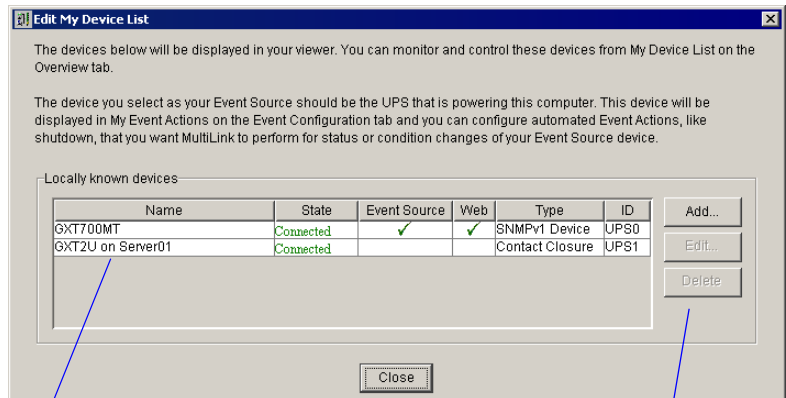 Edit My Device List
The devices below will be displayed in your viewer. You can monitor and control these devices from My Device List on the
Overview tab.
The device you select as your Event Source should be the UPS that is powering this computer. This device will be
displayed in My Event Actions on the Event Configuration tab and you can configure automated Event Actions, like
shutdown, that you want MultiLink to perform for status or condition changes of your Event Source device.
Locally known devices
Name State Event Source Web Type ID
GXT700MT Connected ✓ ✓ SNMPv1 Device UPS0
GXT2U on Server01 Connected Contact Closure UPS1
Add...
Edit...
Delete
Close